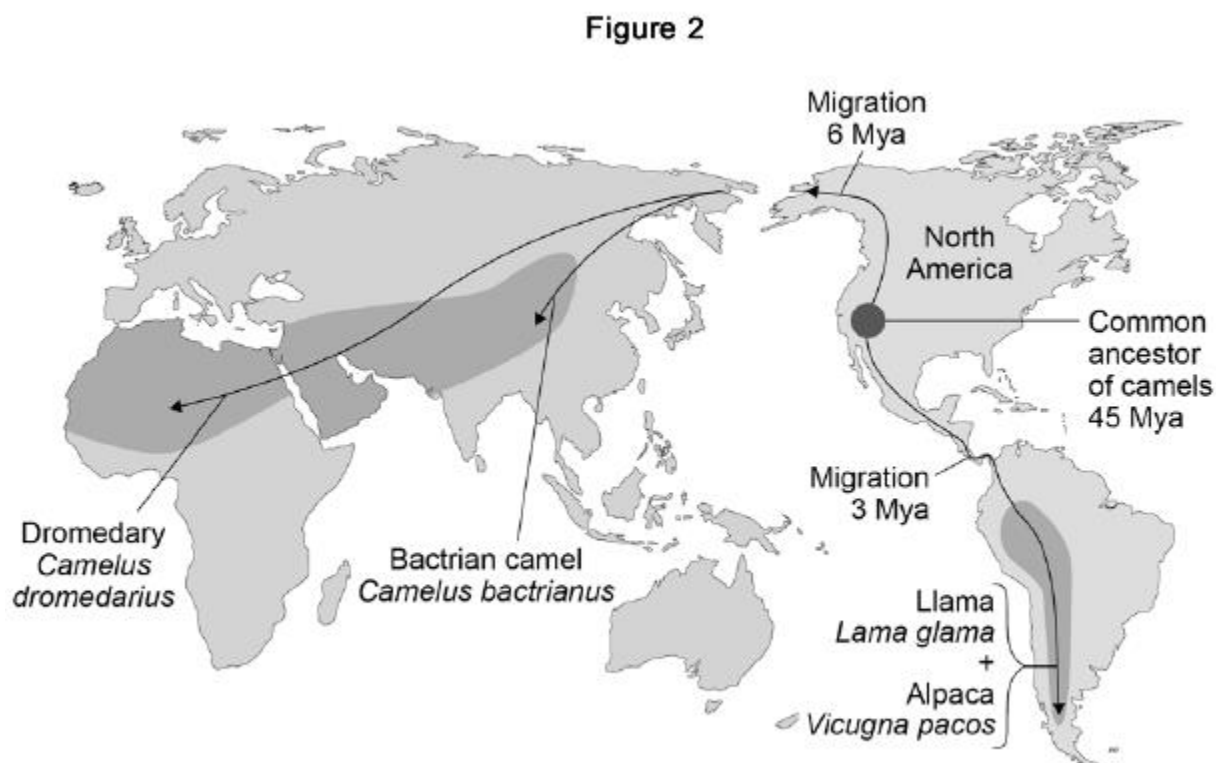 Figure 2
Migration
6 Mya
North
America
Common
ancestor
of camels
45 Mya
Migration
3 Mya
Dromedary
Camelus
dromedarius
Bactrian camel
Camelus bactrianus
Llama
Lama glama
+
Alpaca
Vicugna pacos